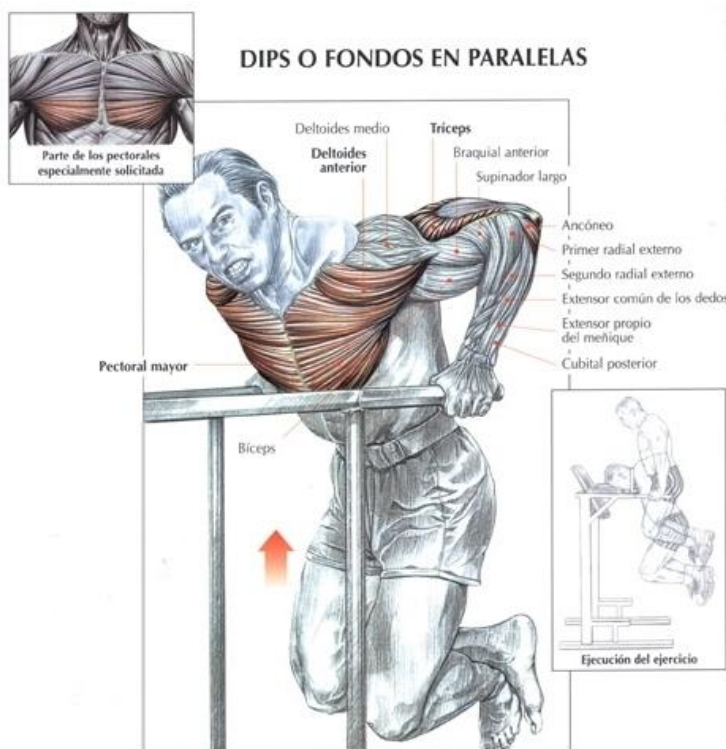 DIPS O FONDOS EN PARALELAS
Parte de los pectorales
especialmente solicitada
Deltoides medio
Deltoides
anterior
Tríceps
Braquial anterior
Supinador largo
Ancóneo
Primer radial externo
Segundo radial externo
Extensor común de los dedos
Extensor propio
del meñique
Cubital posterior
Pectoral mayor
Bíceps
Ejecución del ejercicio